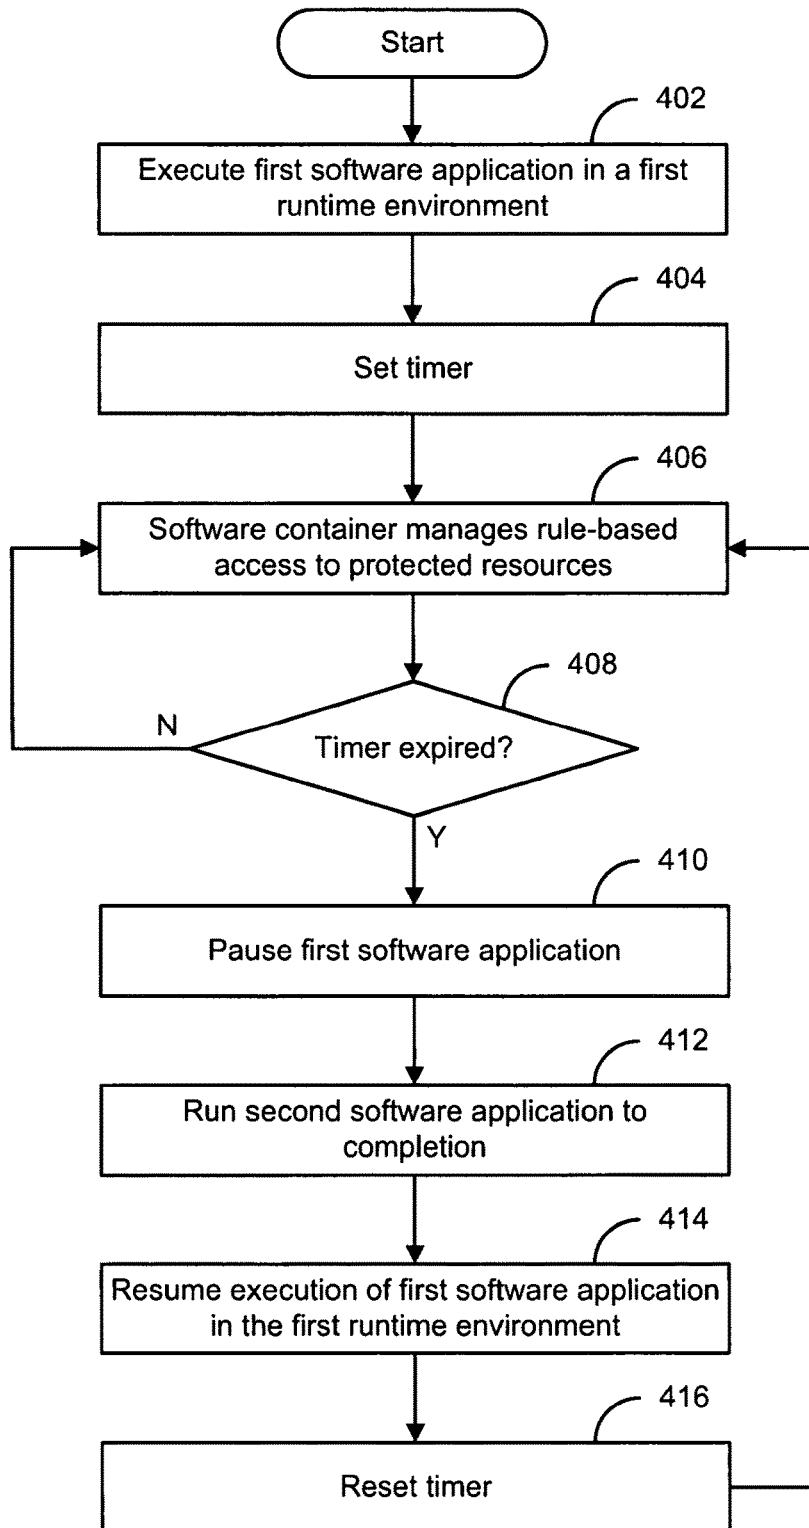 Start
402
Execute first software application in a first
runtime environment
404
Set timer
406
Software container manages rule-based
access to protected resources
408
Timer expired?
N
Y
410
Pause first software application
412
Run second software application to
completion
414
Resume execution of first software application
in the first runtime environment
416
Reset timer